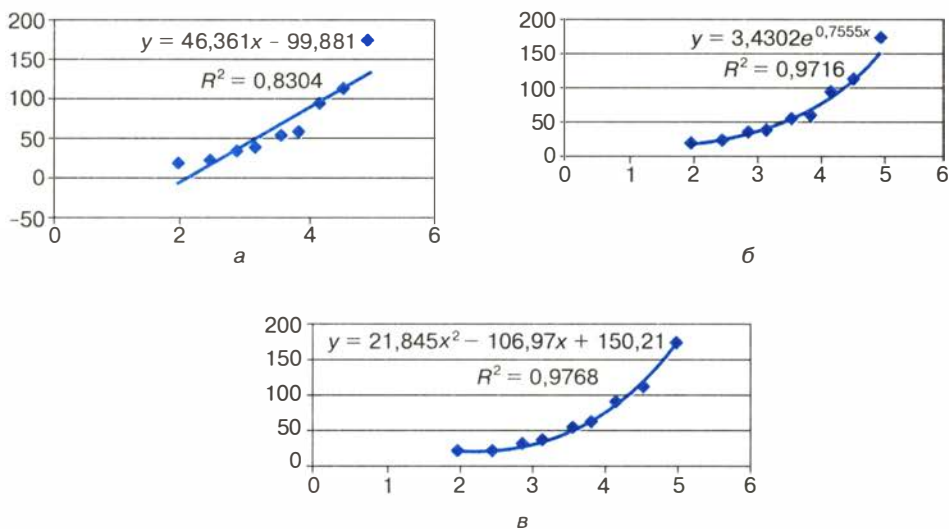 200
150
100
50
0
-50
y = 46,361x - 99,881
R² = 0,8304
0 2 4 6
а
200
150
100
50
0
y = 3,4302e^0,7555x
R² = 0,9716
0 1 2 3 4 5 6
б
200
150
100
50
0
y = 21,845x² - 106,97x + 150,21
R² = 0,9768
0 1 2 3 4 5 6
в